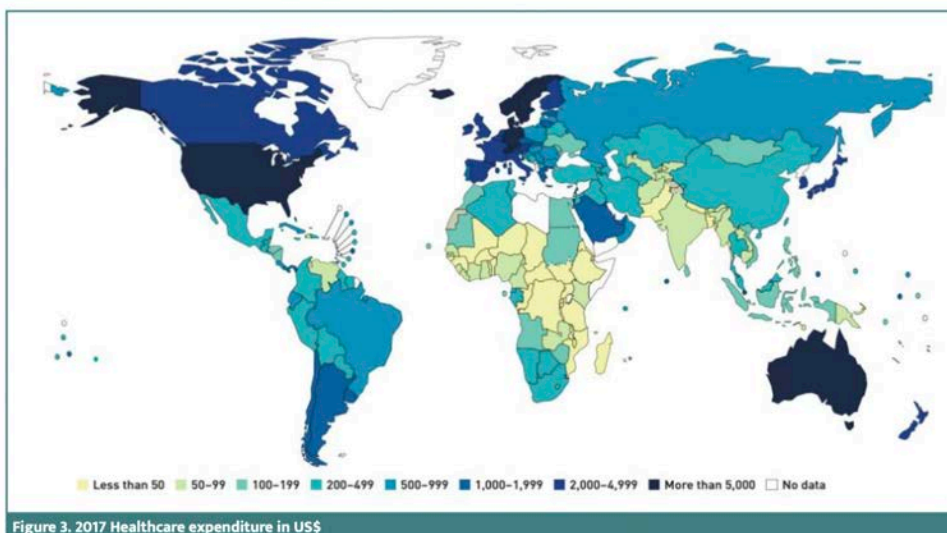 Less than 50 50–99 100–199 200–499 500–999 1,000–1,999 2,000–4,999 More than 5,000 No data
Figure 3. 2017 Healthcare expenditure in US$